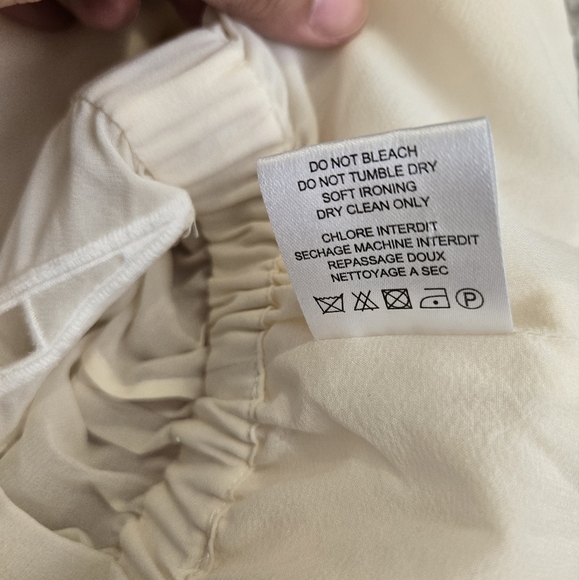 DO NOT BLEACH
DO NOT TUMBLE DRY
SOFT IRONING
DRY CLEAN ONLY
CHLORE INTERDIT
SECHAGE MACHINE INTERDIT
REPASSAGE DOUX
NETTOYAGE A SEC
P